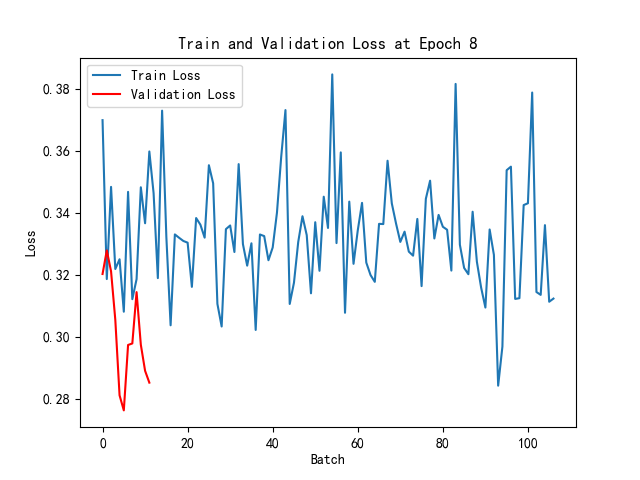 Train and Validation Loss at Epoch 8
Train Loss
Validation Loss
0.38
0.36
0.34
0.32
0.30
0.28
Loss
0 20 40 60 80 100
Batch